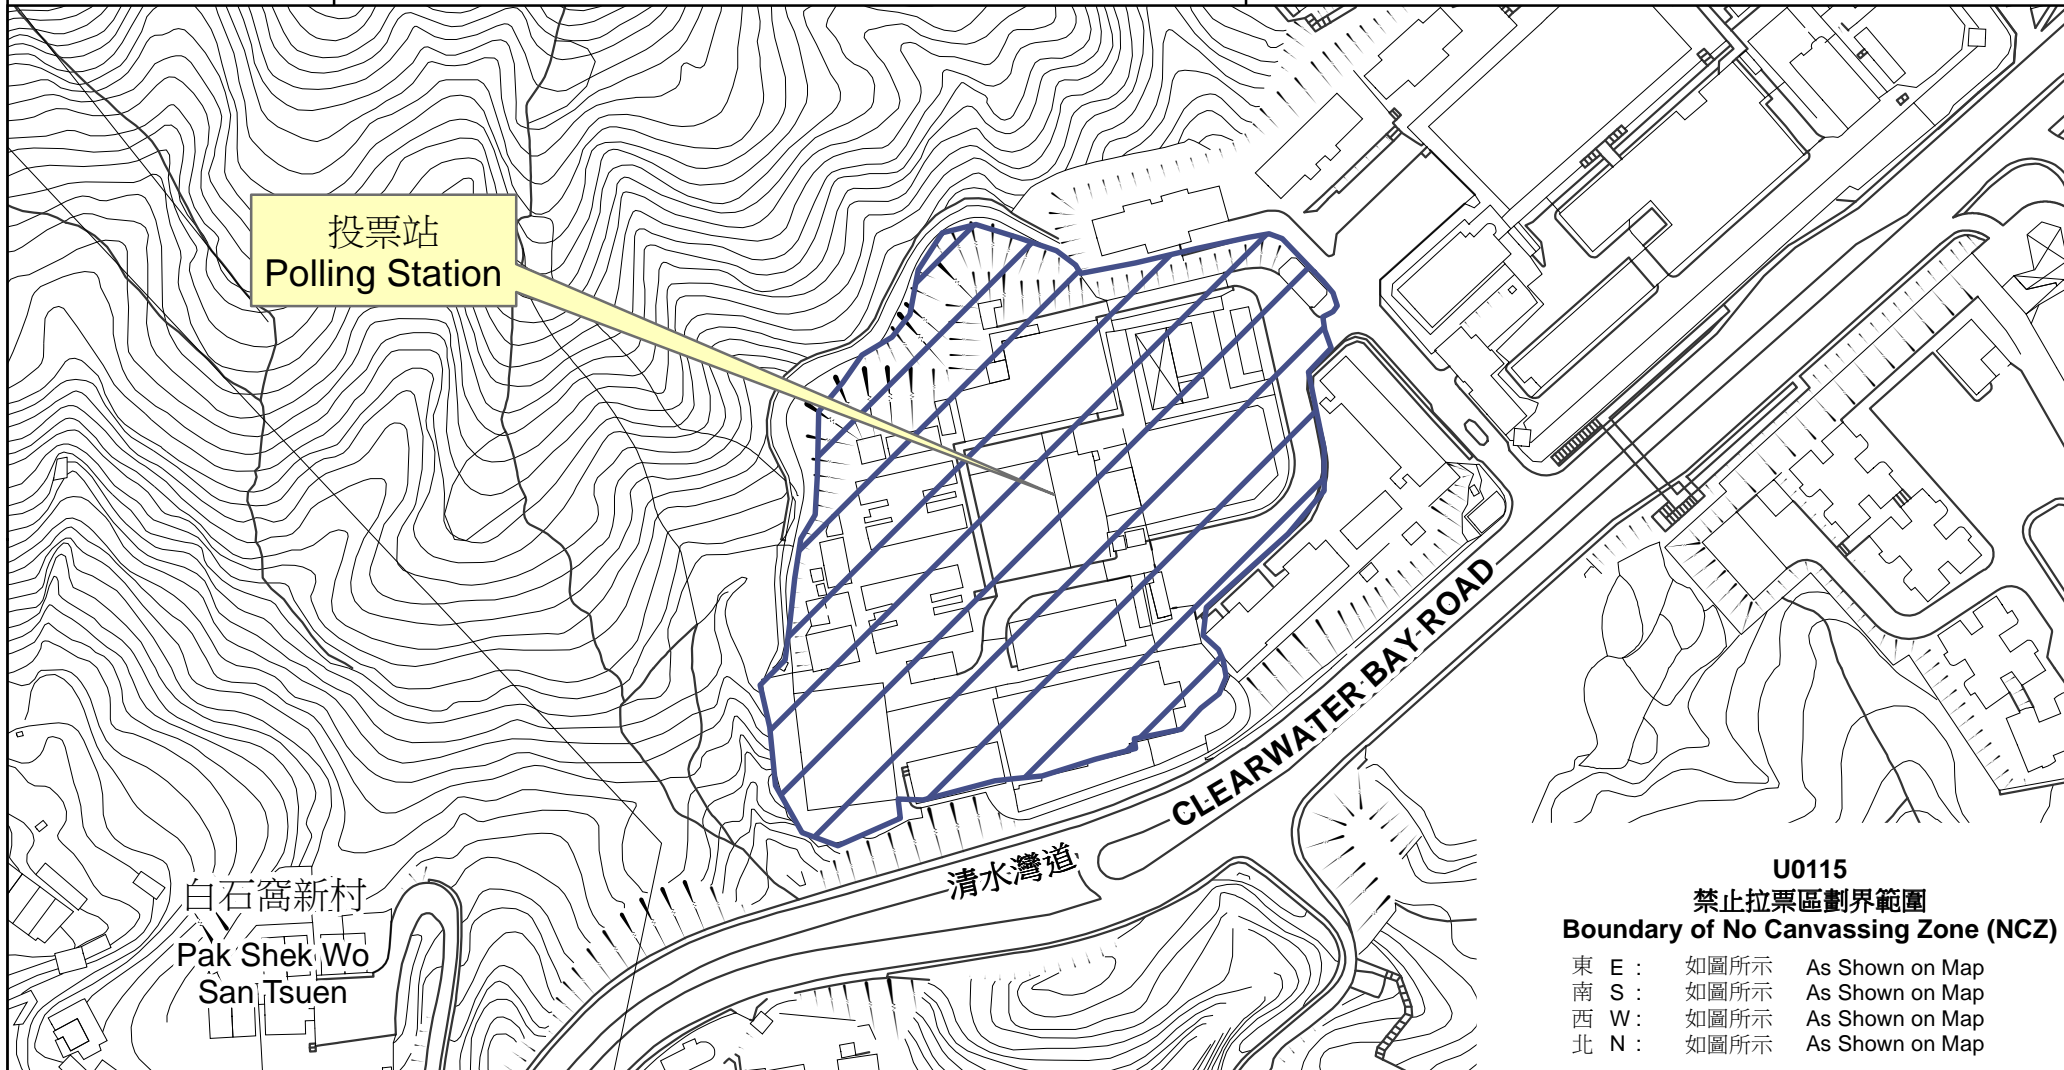 投票站
Polling Station
CLEARWATER BAY ROAD
清水灣道
白石窩新村
Pak Shek Wo
San Tsuen
U0115
禁止拉票區劃界範圍
Boundary of No Canvassing Zone (NCZ)
東 E : 如圖所示 As Shown on Map
南 S : 如圖所示 As Shown on Map
西 W : 如圖所示 As Shown on Map
北 N : 如圖所示 As Shown on Map